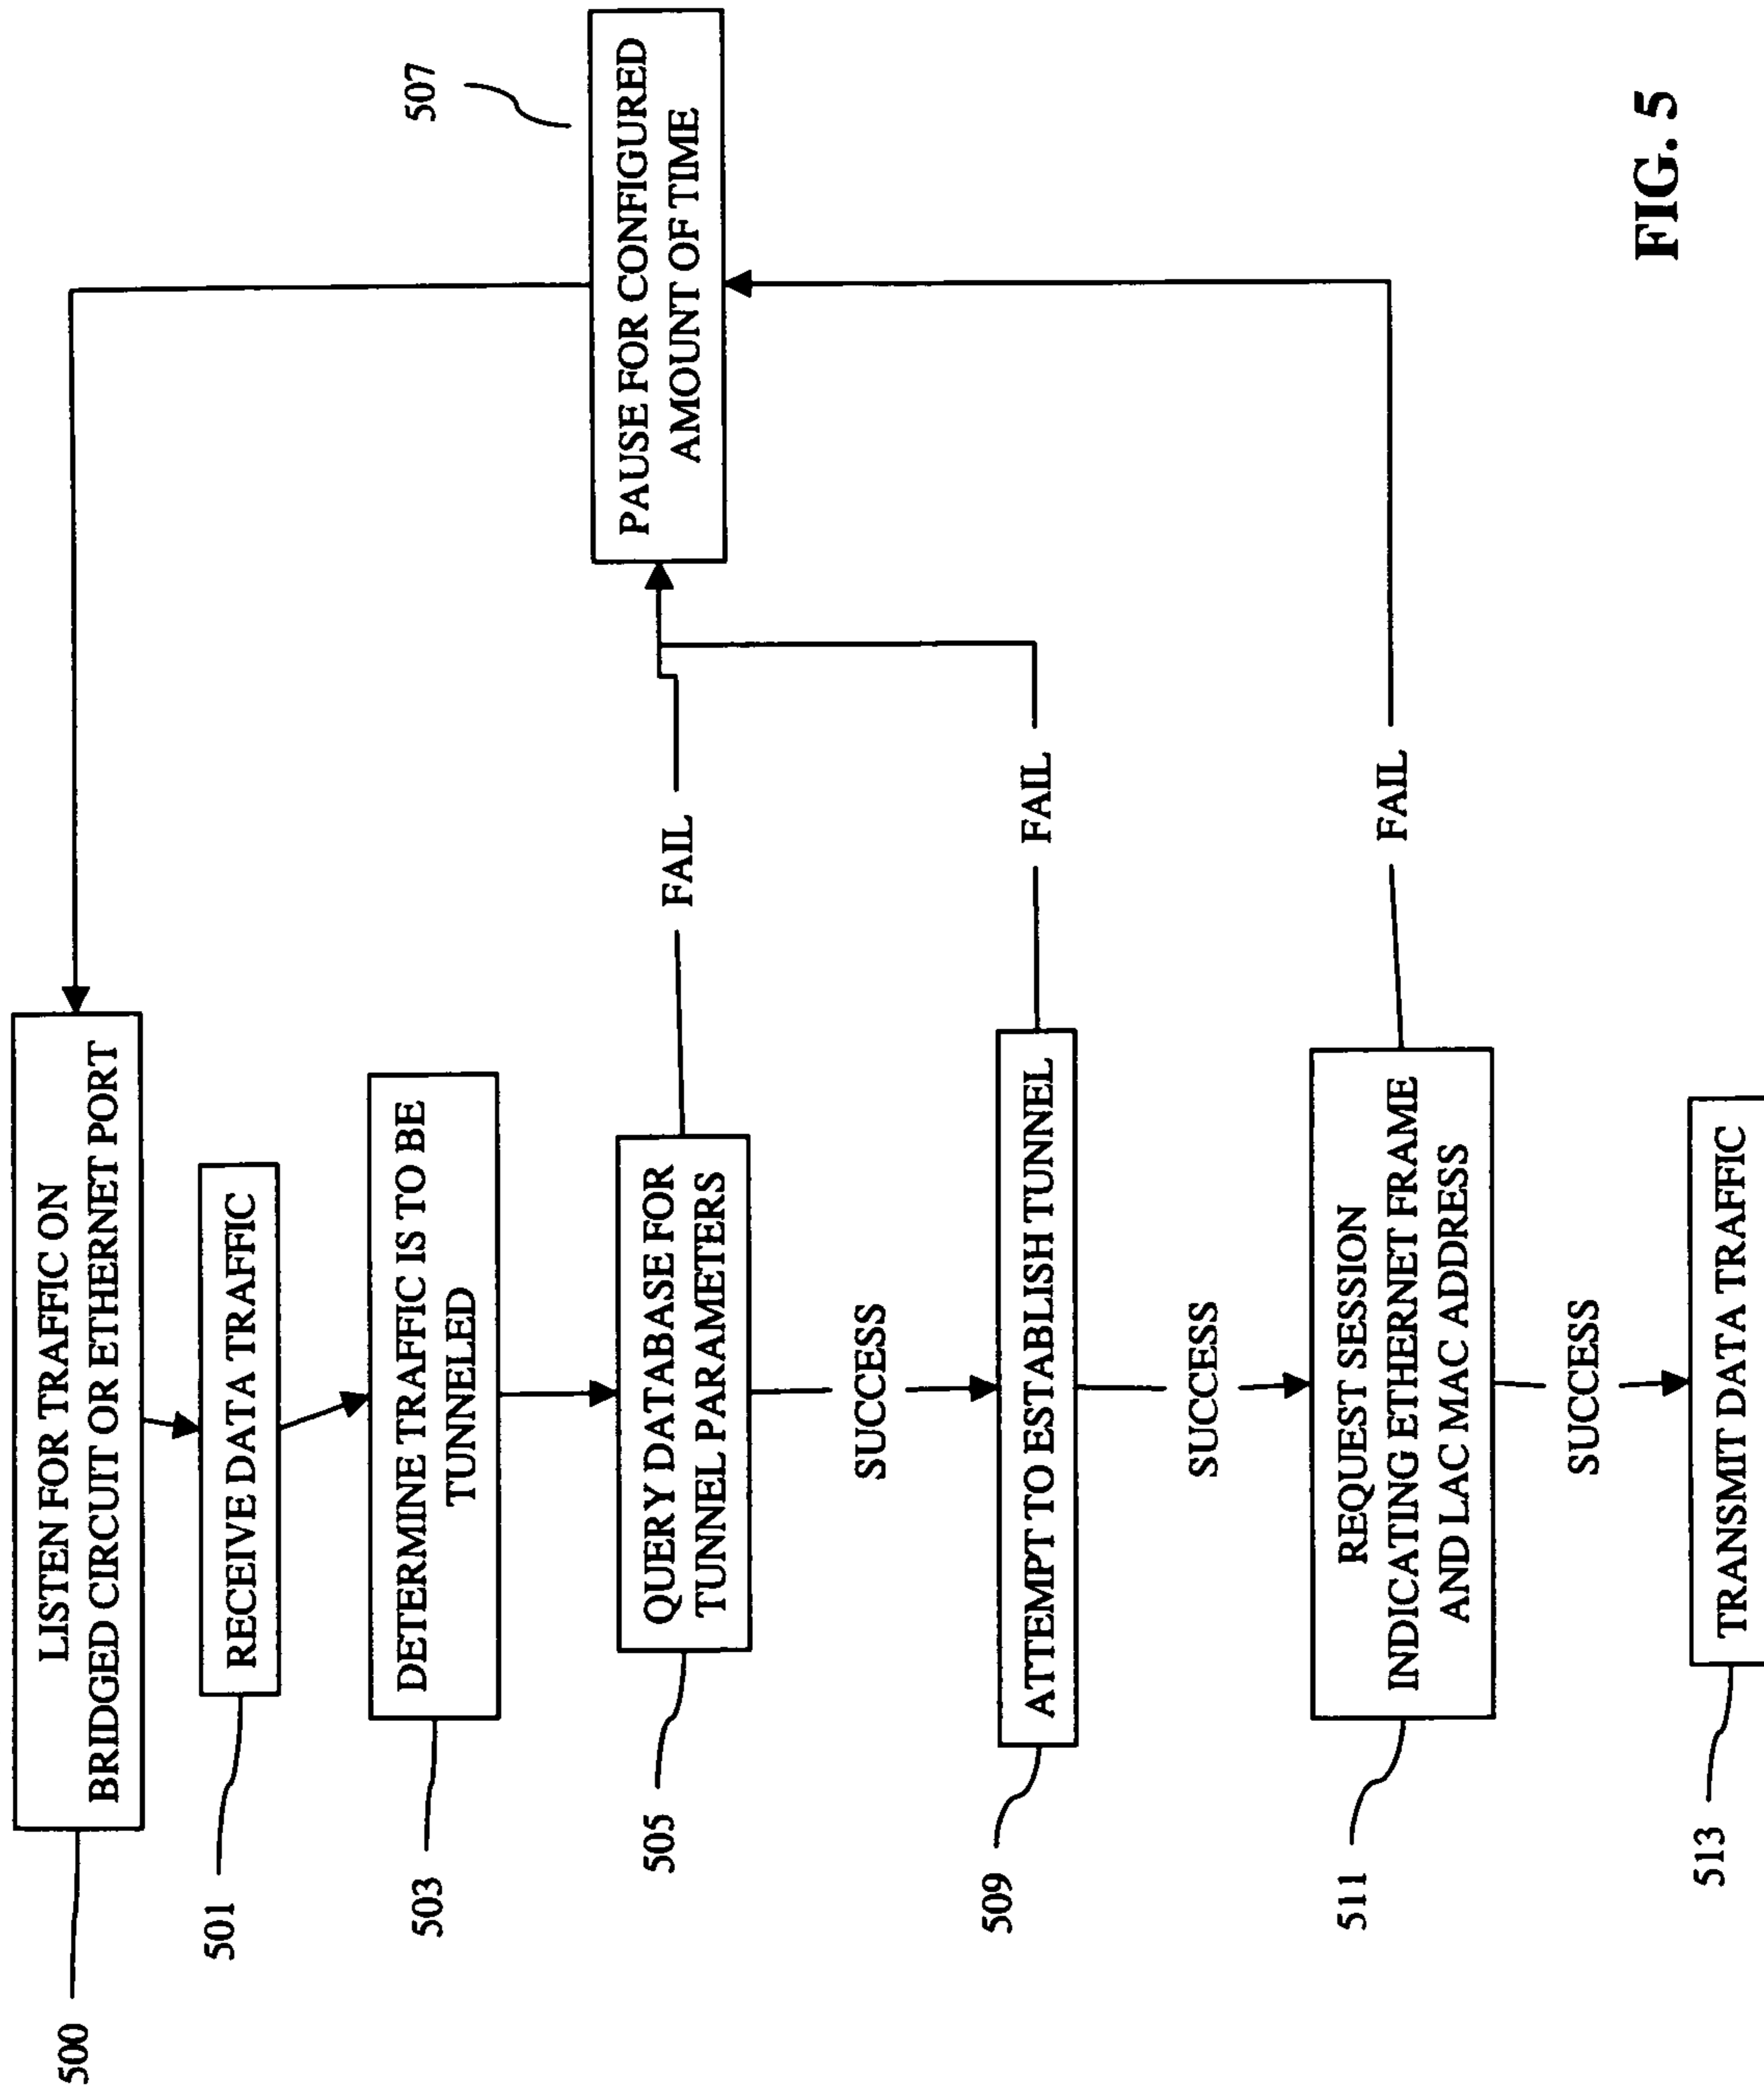 500
LISTEN FOR TRAFFIC ON
BRIDGED CIRCUIT OR ETHERNET PORT
501
RECEIVE DATA TRAFFIC
503
DETERMINE TRAFFIC IS TO BE
TUNNELED
505
QUERY DATABASE FOR
TUNNEL PARAMETERS
FAIL
507
PAUSE FOR CONFIGURED
AMOUNT OF TIME
SUCCESS
509
ATTEMPT TO ESTABLISH TUNNEL
FAIL
SUCCESS
511
REQUEST SESSION
INDICATING ETHERNET FRAME
AND LAC MAC ADDRESS
FAIL
SUCCESS
513
TRANSMIT DATA TRAFFIC
FIG. 5